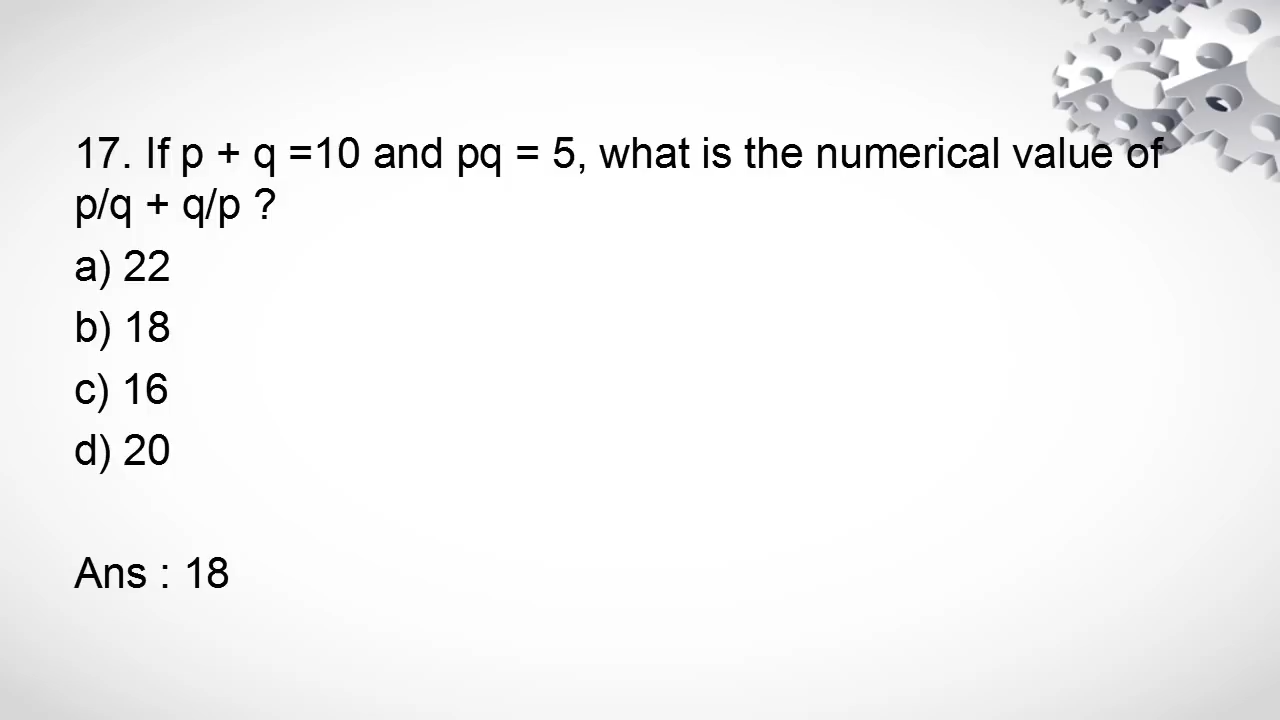 17. If p + q =10 and pq = 5, what is the numerical value of
p/q + q/p ?
a) 22
b) 18
c) 16
d) 20
Ans : 18